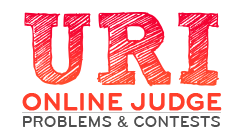 URI
ONLINE JUDGE
PROBLEMS & CONTESTS